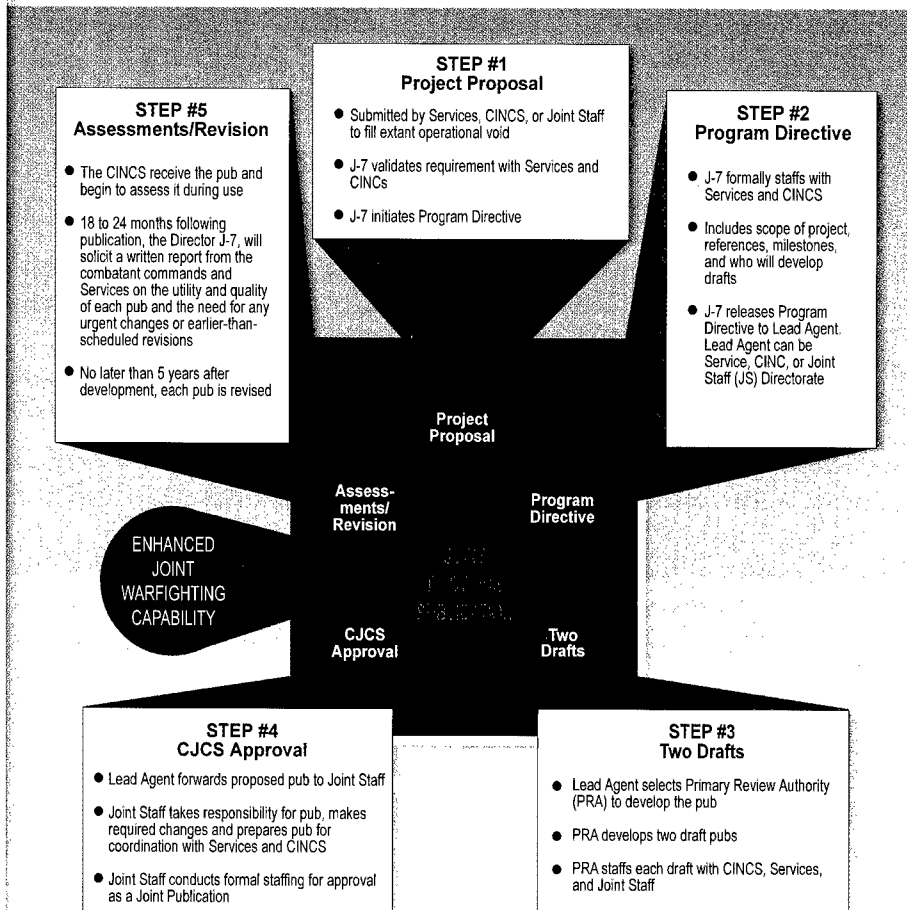 STEP #1
Project Proposal
● Submitted by Services, CINCS, or Joint Staff
to fill extant operational void
● J-7 validates requirement with Services and
CINCs
● J-7 initiates Program Directive
STEP #2
Program Directive
● J-7 formally staffs with
Services and CINCS
● Includes scope of project,
references, milestones,
and who will develop
drafts
● J-7 releases Program
Directive to Lead Agent.
Lead Agent can be
Service, CINC, or Joint
Staff (JS) Directorate
STEP #3
Two Drafts
● Lead Agent selects Primary Review Authority
(PRA) to develop the pub
● PRA develops two draft pubs
● PRA staffs each draft with CINCS, Services,
and Joint Staff
STEP #4
CJCS Approval
● Lead Agent forwards proposed pub to Joint Staff
● Joint Staff takes responsibility for pub, makes
required changes and prepares pub for
coordination with Services and CINCS
● Joint Staff conducts formal staffing for approval
as a Joint Publication
STEP #5
Assessments/Revision
● The CINCS receive the pub and
begin to assess it during use
● 18 to 24 months following
publication, the Director J-7, will
solicit a written report from the
combatant commands and
Services on the utility and quality
of each pub and the need for any
urgent changes or earlier-than-
scheduled revisions
● No later than 5 years after
development, each pub is revised
Project
Proposal
Assess-
ments/
Revision
Program
Directive
CJCS
Approval
Two
Drafts
ENHANCED
JOINT
WARFIGHTING
CAPABILITY